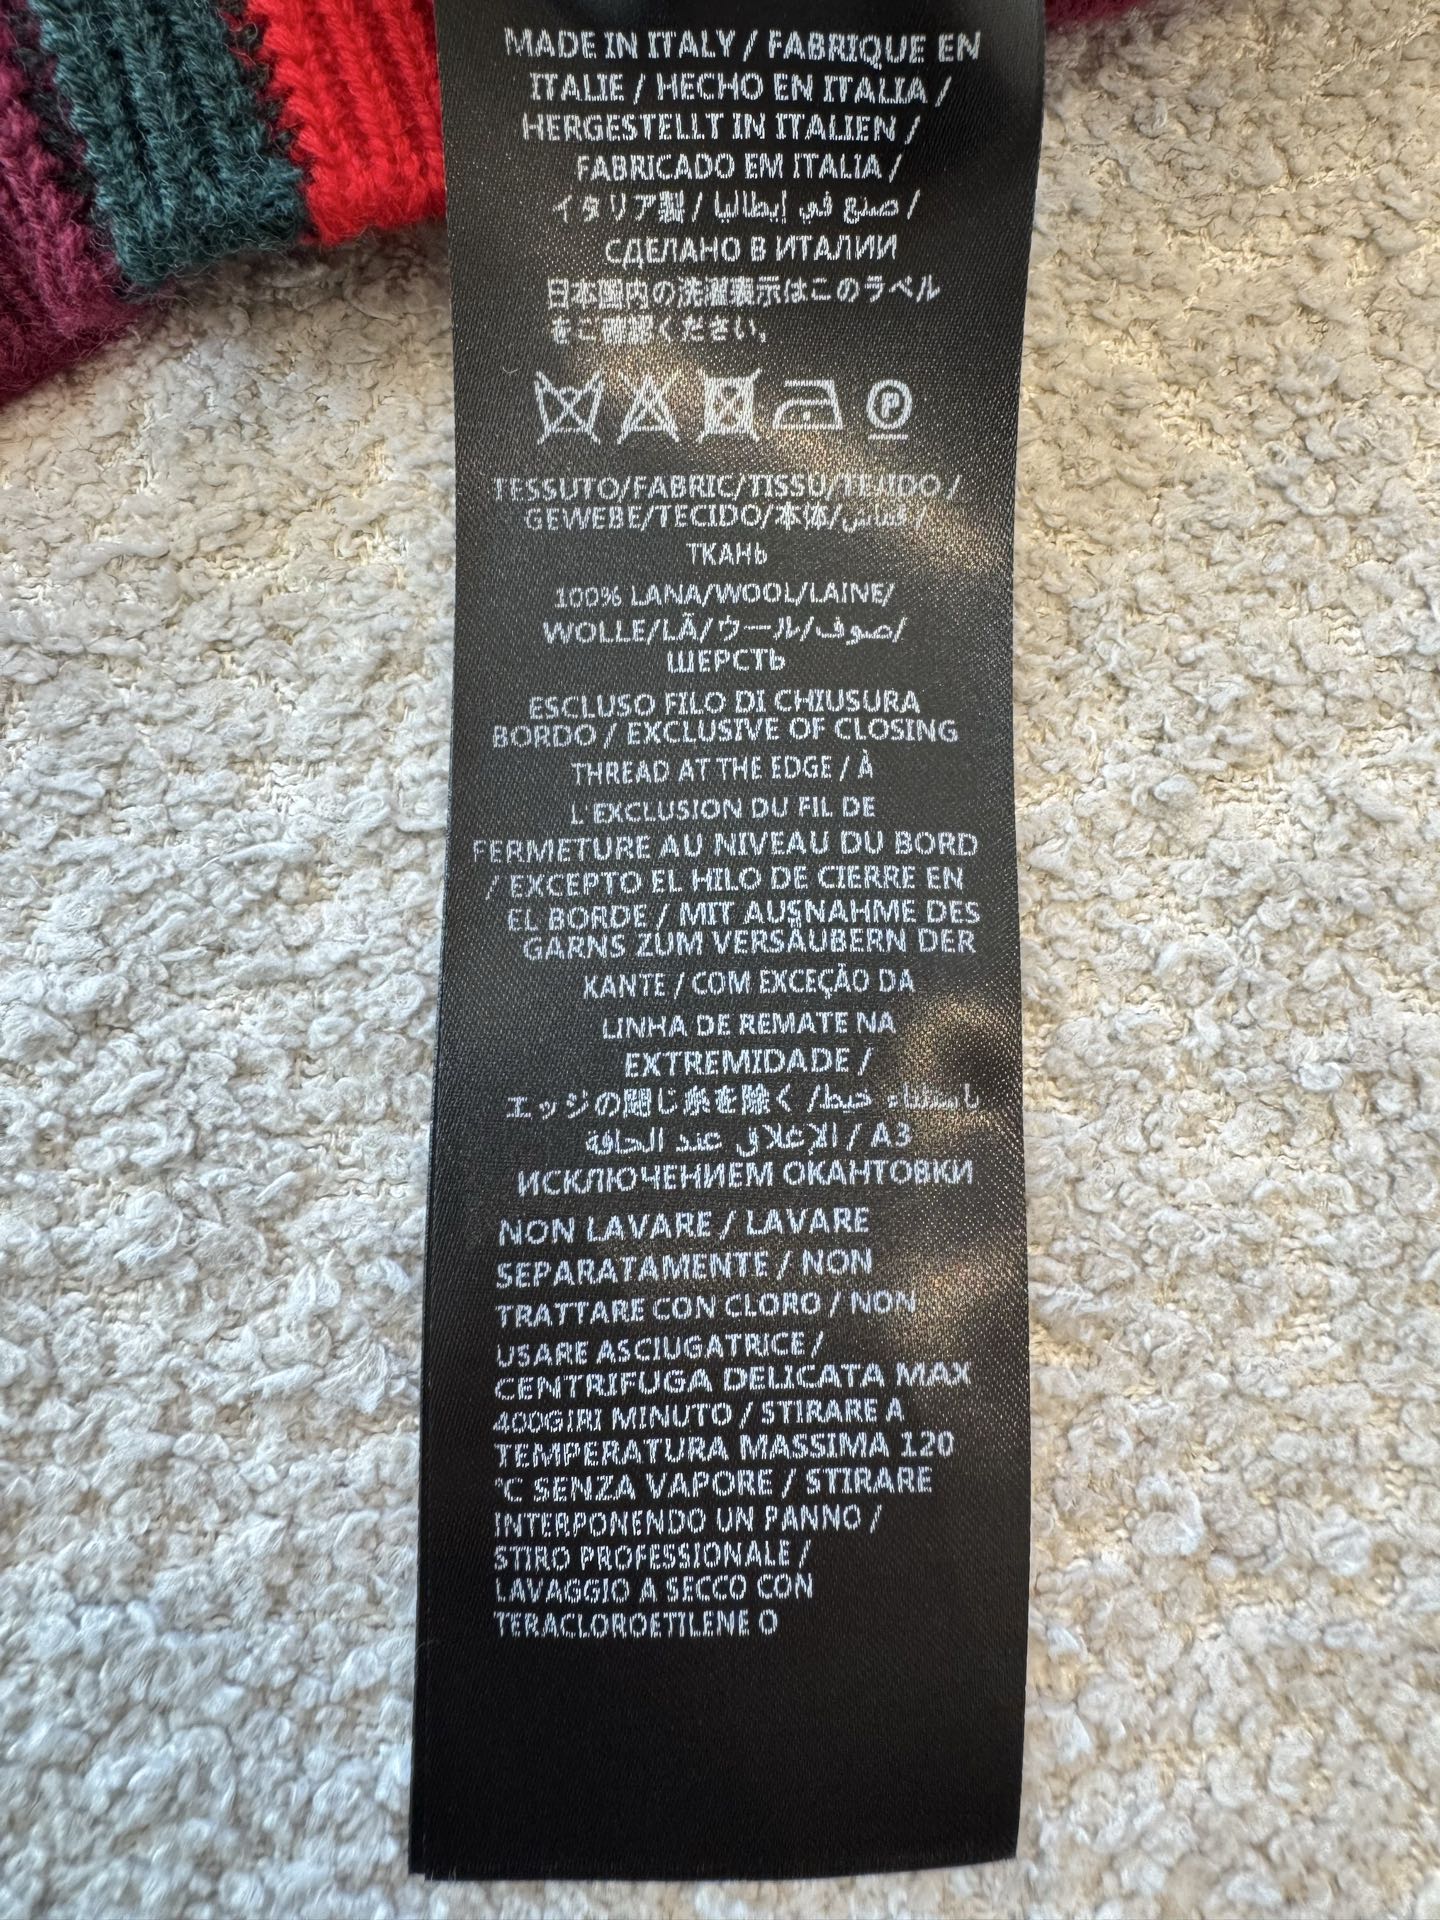 MADE IN ITALY / FABRIQUE EN
ITALIE / HECHO EN ITALIA /
HERGESTELLT IN ITALIEN /
FABRICADO EM ITALIA /
イタリア製 / صنع في إيطاليا /
СДЕЛАНО В ИТАЛИИ
日本国内の洗濯表示はこのラベル
をご確認ください。
P
TESSUTO/FABRIC/TISSU/TEJIDO /
GEWEBE/TECIDO/本体/قماش /
ТКАНЬ
100% LANA/WOOL/LAINE/
WOLLE/LÃ/ウール/صوف/
ШЕРСТЬ
ESCLUSO FILO DI CHIUSURA
BORDO / EXCLUSIVE OF CLOSING
THREAD AT THE EDGE / À
L'EXCLUSION DU FIL DE
FERMETURE AU NIVEAU DU BORD
/ EXCEPTO EL HILO DE CIERRE EN
EL BORDE / MIT AUSNAHME DES
GARNS ZUM VERSÄUBERN DER
KANTE / COM EXCEÇÃO DA
LINHA DE REMATE NA
EXTREMIDADE /
エッジの閉じ糸を除く / باستثناء خيط
الإغلاق عند الحافة / АЗ
ИСКЛЮЧЕНИЕМ ОКАНТОВКИ
NON LAVARE / LAVARE
SEPARATAMENTE / NON
TRATTARE CON CLORO / NON
USARE ASCIUGATRICE /
CENTRIFUGA DELICATA MAX
400GIRI MINUTO / STIRARE A
TEMPERATURA MASSIMA 120
°C SENZA VAPORE / STIRARE
INTERPONENDO UN PANNO /
STIRO PROFESSIONALE /
LAVAGGIO A SECCO CON
TERACLOROETILENE O